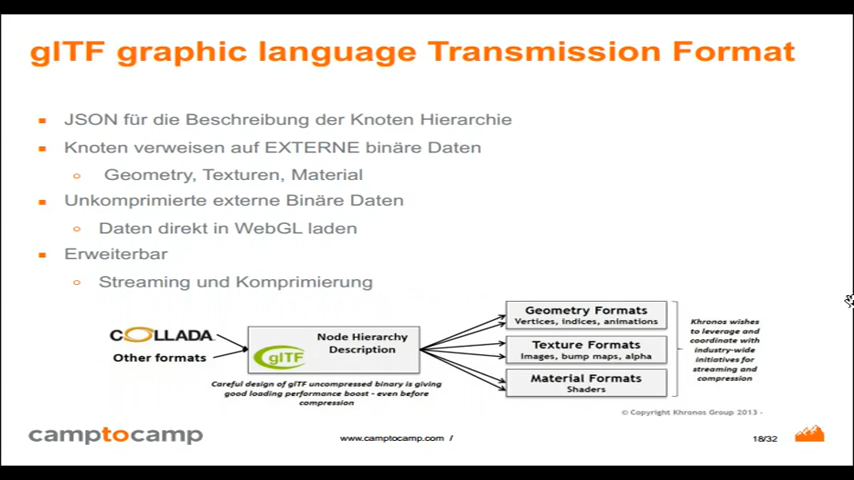 glTF graphic language Transmission Format
JSON für die Beschreibung der Knoten Hierarchie
Knoten verweisen auf EXTERNE binäre Daten
Geometry, Texturen, Material
Unkomprimierte externe Binäre Daten
Daten direkt in WebGL laden
Erweiterbar
Streaming und Komprimierung
COLLADA
Other formats
glTF
Node Hierarchy
Description
Careful design of glTF uncompressed binary is giving
good loading performance boost - even before
compression
Geometry Formats
Vertices, indices, animations
Texture Formats
Images, bump maps, alpha
Material Formats
Shaders
Khronos wishes
to leverage and
coordinate with
industry-wide
initiatives for
streaming and
compression
© Copyright Khronos Group 2013 -
camptocamp
www.camptocamp.com /
18/32